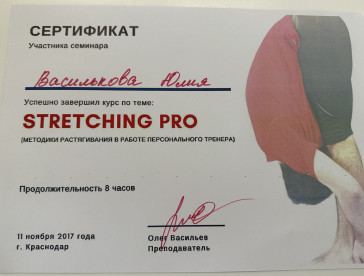 СЕРТИФИКАТ
Участника семинара
Василькова Юлия
Успешно завершил курс по теме:
STRETCHING PRO
(МЕТОДИКИ РАСТЯГИВАНИЯ В РАБОТЕ ПЕРСОНАЛЬНОГО ТРЕНЕРА)
Продолжительность 8 часов
11 ноября 2017 года
г. Краснодар
Олег Васильев
Преподаватель